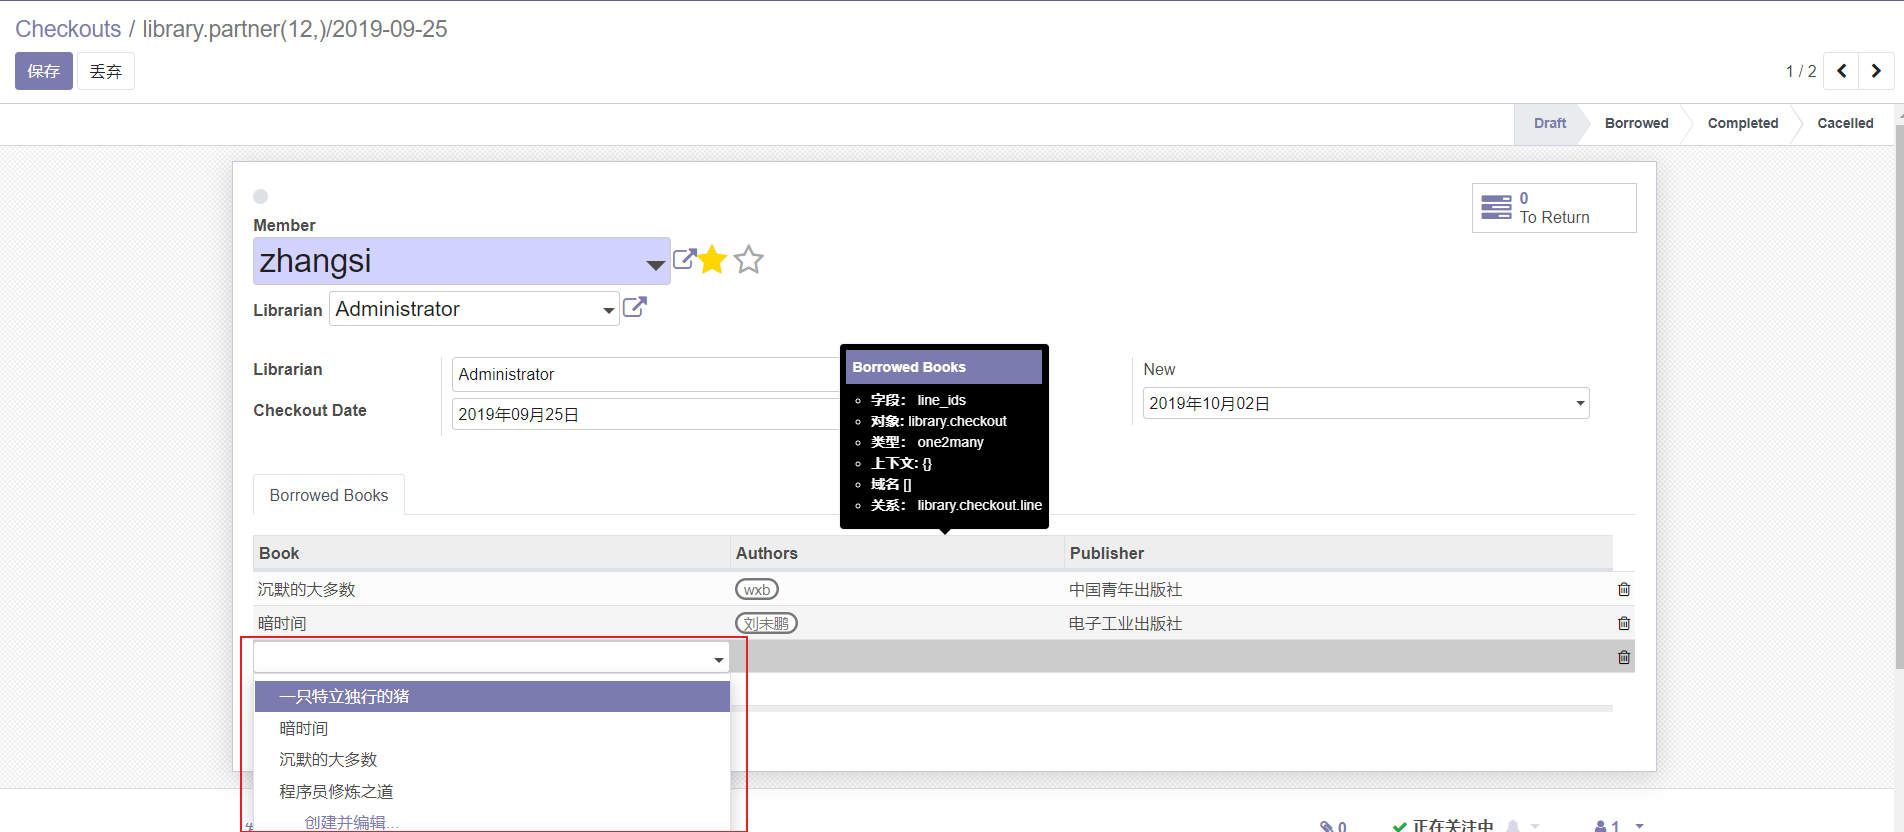 Checkouts / library.partner(12,)/2019-09-25
保存 丢弃
1 / 2
Draft Borrowed Completed Cacelled
0
To Return
Member
zhangsi
Librarian Administrator
Librarian Administrator
Checkout Date 2019年09月25日
New
2019年10月02日
Borrowed Books
字段： line_ids
对象: library.checkout
类型： one2many
上下文: {}
域名 []
关系： library.checkout.line
Borrowed Books
Book Authors Publisher
沉默的大多数 wxb 中国青年出版社
暗时间 刘未鹏 电子工业出版社
一只特立独行的猪
暗时间
沉默的大多数
程序员修炼之道
创建并编辑...
0 正在关注中 1